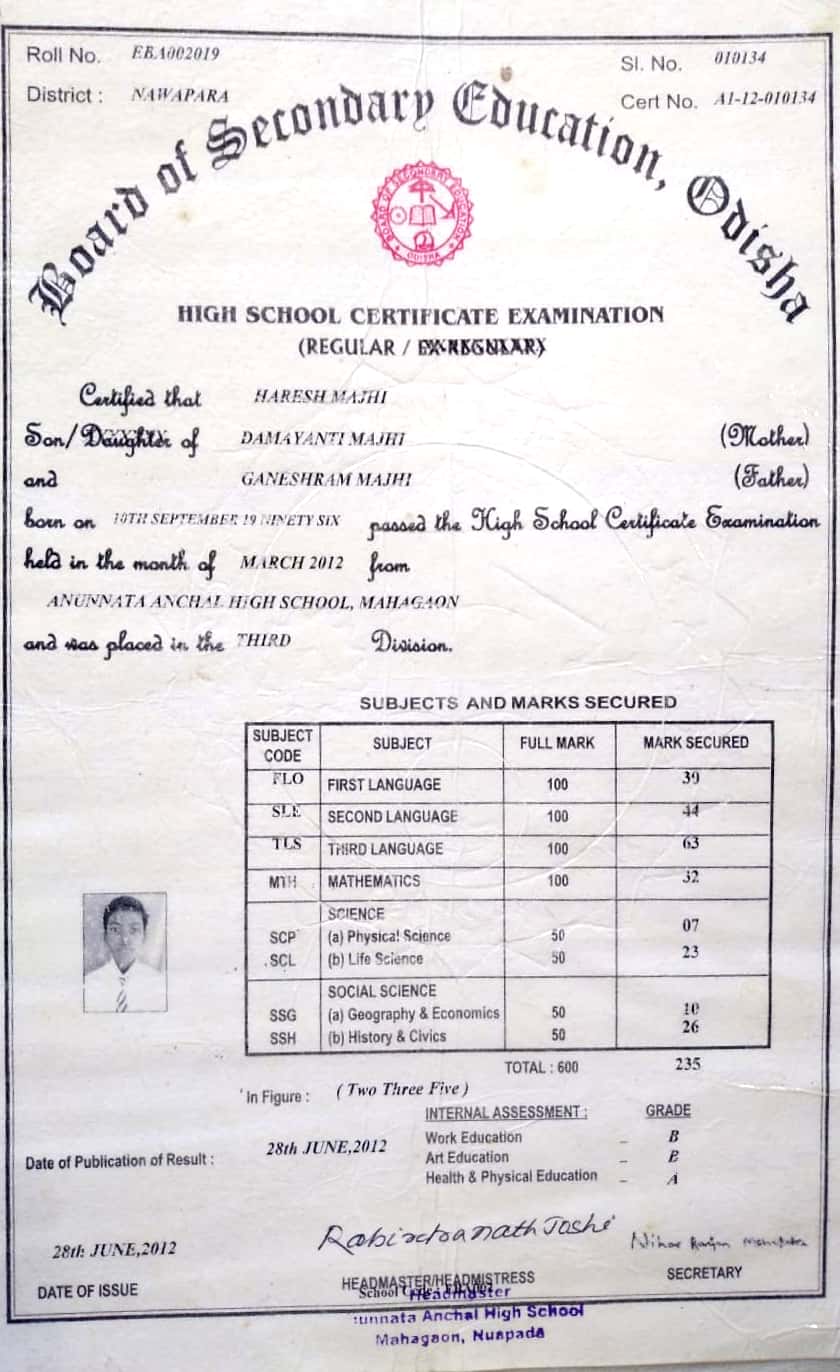 Roll No. EBA002019 Sl. No. 010134
District : NAWAPARA Cert No. A1-12-010134
Board of Secondary Education, Odisha
BOARD OF SECONDARY EDUCATION
ODISHA
HIGH SCHOOL CERTIFICATE EXAMINATION
(REGULAR / EX-REGULAR)
Certified that HARESH MAJHI
Son/Daughter of DAMAYANTI MAJHI (Mother)
and GANESHRAM MAJHI (Father)
born on 10TH SEPTEMBER 19 NINETY SIX passed the High School Certificate Examination
held in the month of MARCH 2012 from
ANUNNATA ANCHAL HIGH SCHOOL, MAHAGAON
and was placed in the THIRD Division.
SUBJECTS AND MARKS SECURED
SUBJECT CODE SUBJECT FULL MARK MARK SECURED
FLO FIRST LANGUAGE 100 39
SLE SECOND LANGUAGE 100 44
TLS THIRD LANGUAGE 100 63
MTH MATHEMATICS 100 32
SCIENCE
SCP (a) Physical Science 50 07
SCL (b) Life Science 50 23
SOCIAL SCIENCE
SSG (a) Geography & Economics 50
SSH (b) History & Civics 50 26
TOTAL : 600 235
In Figure : (Two Three Five)
INTERNAL ASSESSMENT : GRADE
Work Education – B
Date of Publication of Result : 28th JUNE,2012
Art Education – B
Health & Physical Education – A
Rabindranath Joshi
28th JUNE,2012
DATE OF ISSUE HEADMASTER/HEADMISTRESS SECRETARY
School Code
Headmaster
unnata Anchal High School
Mahagaon, Nuapada